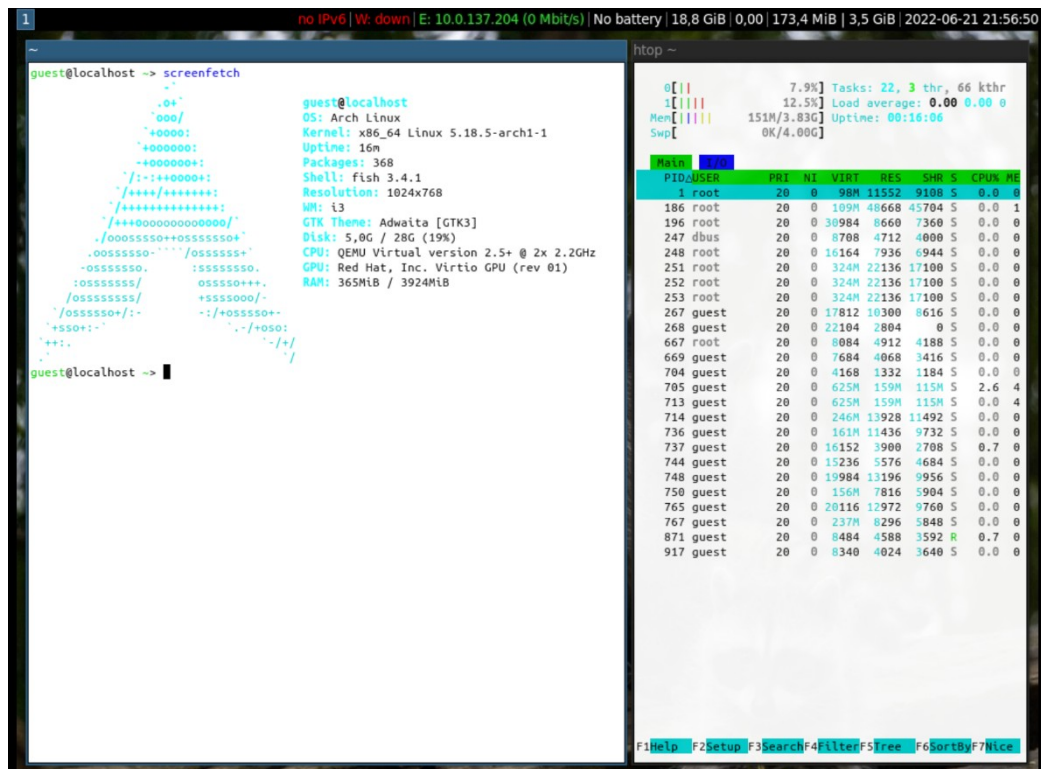 1
no IPv6 | W: down | E: 10.0.137.204 (0 Mbit/s) | No battery | 18,8 GiB | 0,00 | 173,4 MiB | 3,5 GiB | 2022-06-21 21:56:50
~
guest@localhost ~> screenfetch
guest@localhost
OS: Arch Linux
Kernel: x86_64 Linux 5.18.5-arch1-1
Uptime: 16m
Packages: 368
Shell: fish 3.4.1
Resolution: 1024x768
WM: i3
GTK Theme: Adwaita [GTK3]
Disk: 5,0G / 28G (19%)
CPU: QEMU Virtual version 2.5+ @ 2x 2.2GHz
GPU: Red Hat, Inc. Virtio GPU (rev 01)
RAM: 365MiB / 3924MiB
guest@localhost ~>
htop ~
0[|| 7.9%] Tasks: 22, 3 thr, 66 kthr
1[|||| 12.5%] Load average: 0.00 0.00 0
Mem[||||| 151M/3.83G] Uptime: 00:16:06
Swp[ 0K/4.00G]
Main I/O
PID△USER PRI NI VIRT RES SHR S CPU% ME
1 root 20 0 98M 11552 9108 S 0.0 0
186 root 20 0 109M 48668 45704 S 0.0 1
196 root 20 0 30984 8660 7360 S 0.0 0
247 dbus 20 0 8708 4712 4000 S 0.0 0
248 root 20 0 16164 7936 6944 S 0.0 0
251 root 20 0 324M 22136 17100 S 0.0 0
252 root 20 0 324M 22136 17100 S 0.0 0
253 root 20 0 324M 22136 17100 S 0.0 0
267 guest 20 0 17812 10300 8616 S 0.0 0
268 guest 20 0 22104 2804 0 S 0.0 0
667 root 20 0 8084 4912 4188 S 0.0 0
669 guest 20 0 7684 4068 3416 S 0.0 0
704 guest 20 0 4168 1332 1184 S 0.0 0
705 guest 20 0 625M 159M 115M S 2.6 4
713 guest 20 0 625M 159M 115M S 0.0 4
714 guest 20 0 246M 13928 11492 S 0.0 0
736 guest 20 0 161M 11436 9732 S 0.0 0
737 guest 20 0 16152 3900 2708 S 0.7 0
744 guest 20 0 15236 5576 4684 S 0.0 0
748 guest 20 0 19984 13196 9956 S 0.0 0
750 guest 20 0 156M 7816 5904 S 0.0 0
765 guest 20 0 20116 12972 9760 S 0.0 0
767 guest 20 0 237M 8296 5848 S 0.0 0
871 guest 20 0 8484 4588 3592 R 0.7 0
917 guest 20 0 8340 4024 3640 S 0.0 0
F1Help F2Setup F3SearchF4FilterF5Tree F6SortByF7Nice